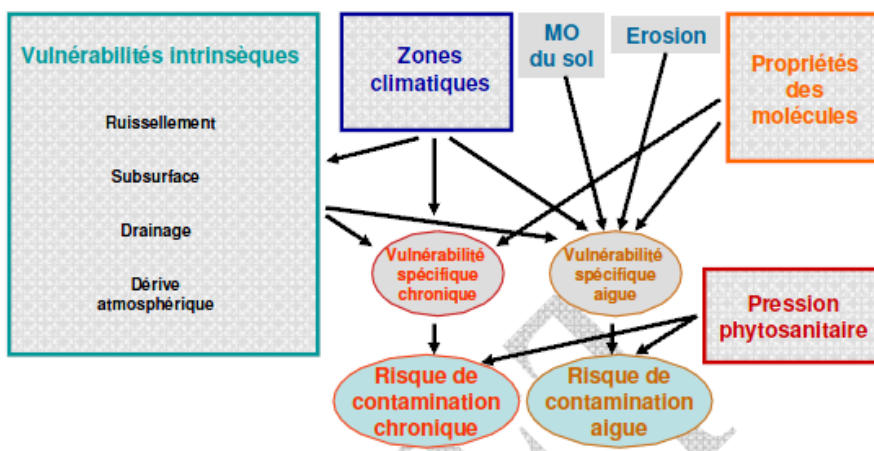 Vulnérabilités intrinsèques
Ruissellement
Subsurface
Drainage
Dérive
atmosphérique
Zones
climatiques
MO
du sol
Erosion
Propriétés
des
molécules
Vulnérabilité
spécifique
chronique
Vulnérabilité
spécifique
aigue
Pression
phytosanitaire
Risque de
contamination
chronique
Risque de
contamination
aigue